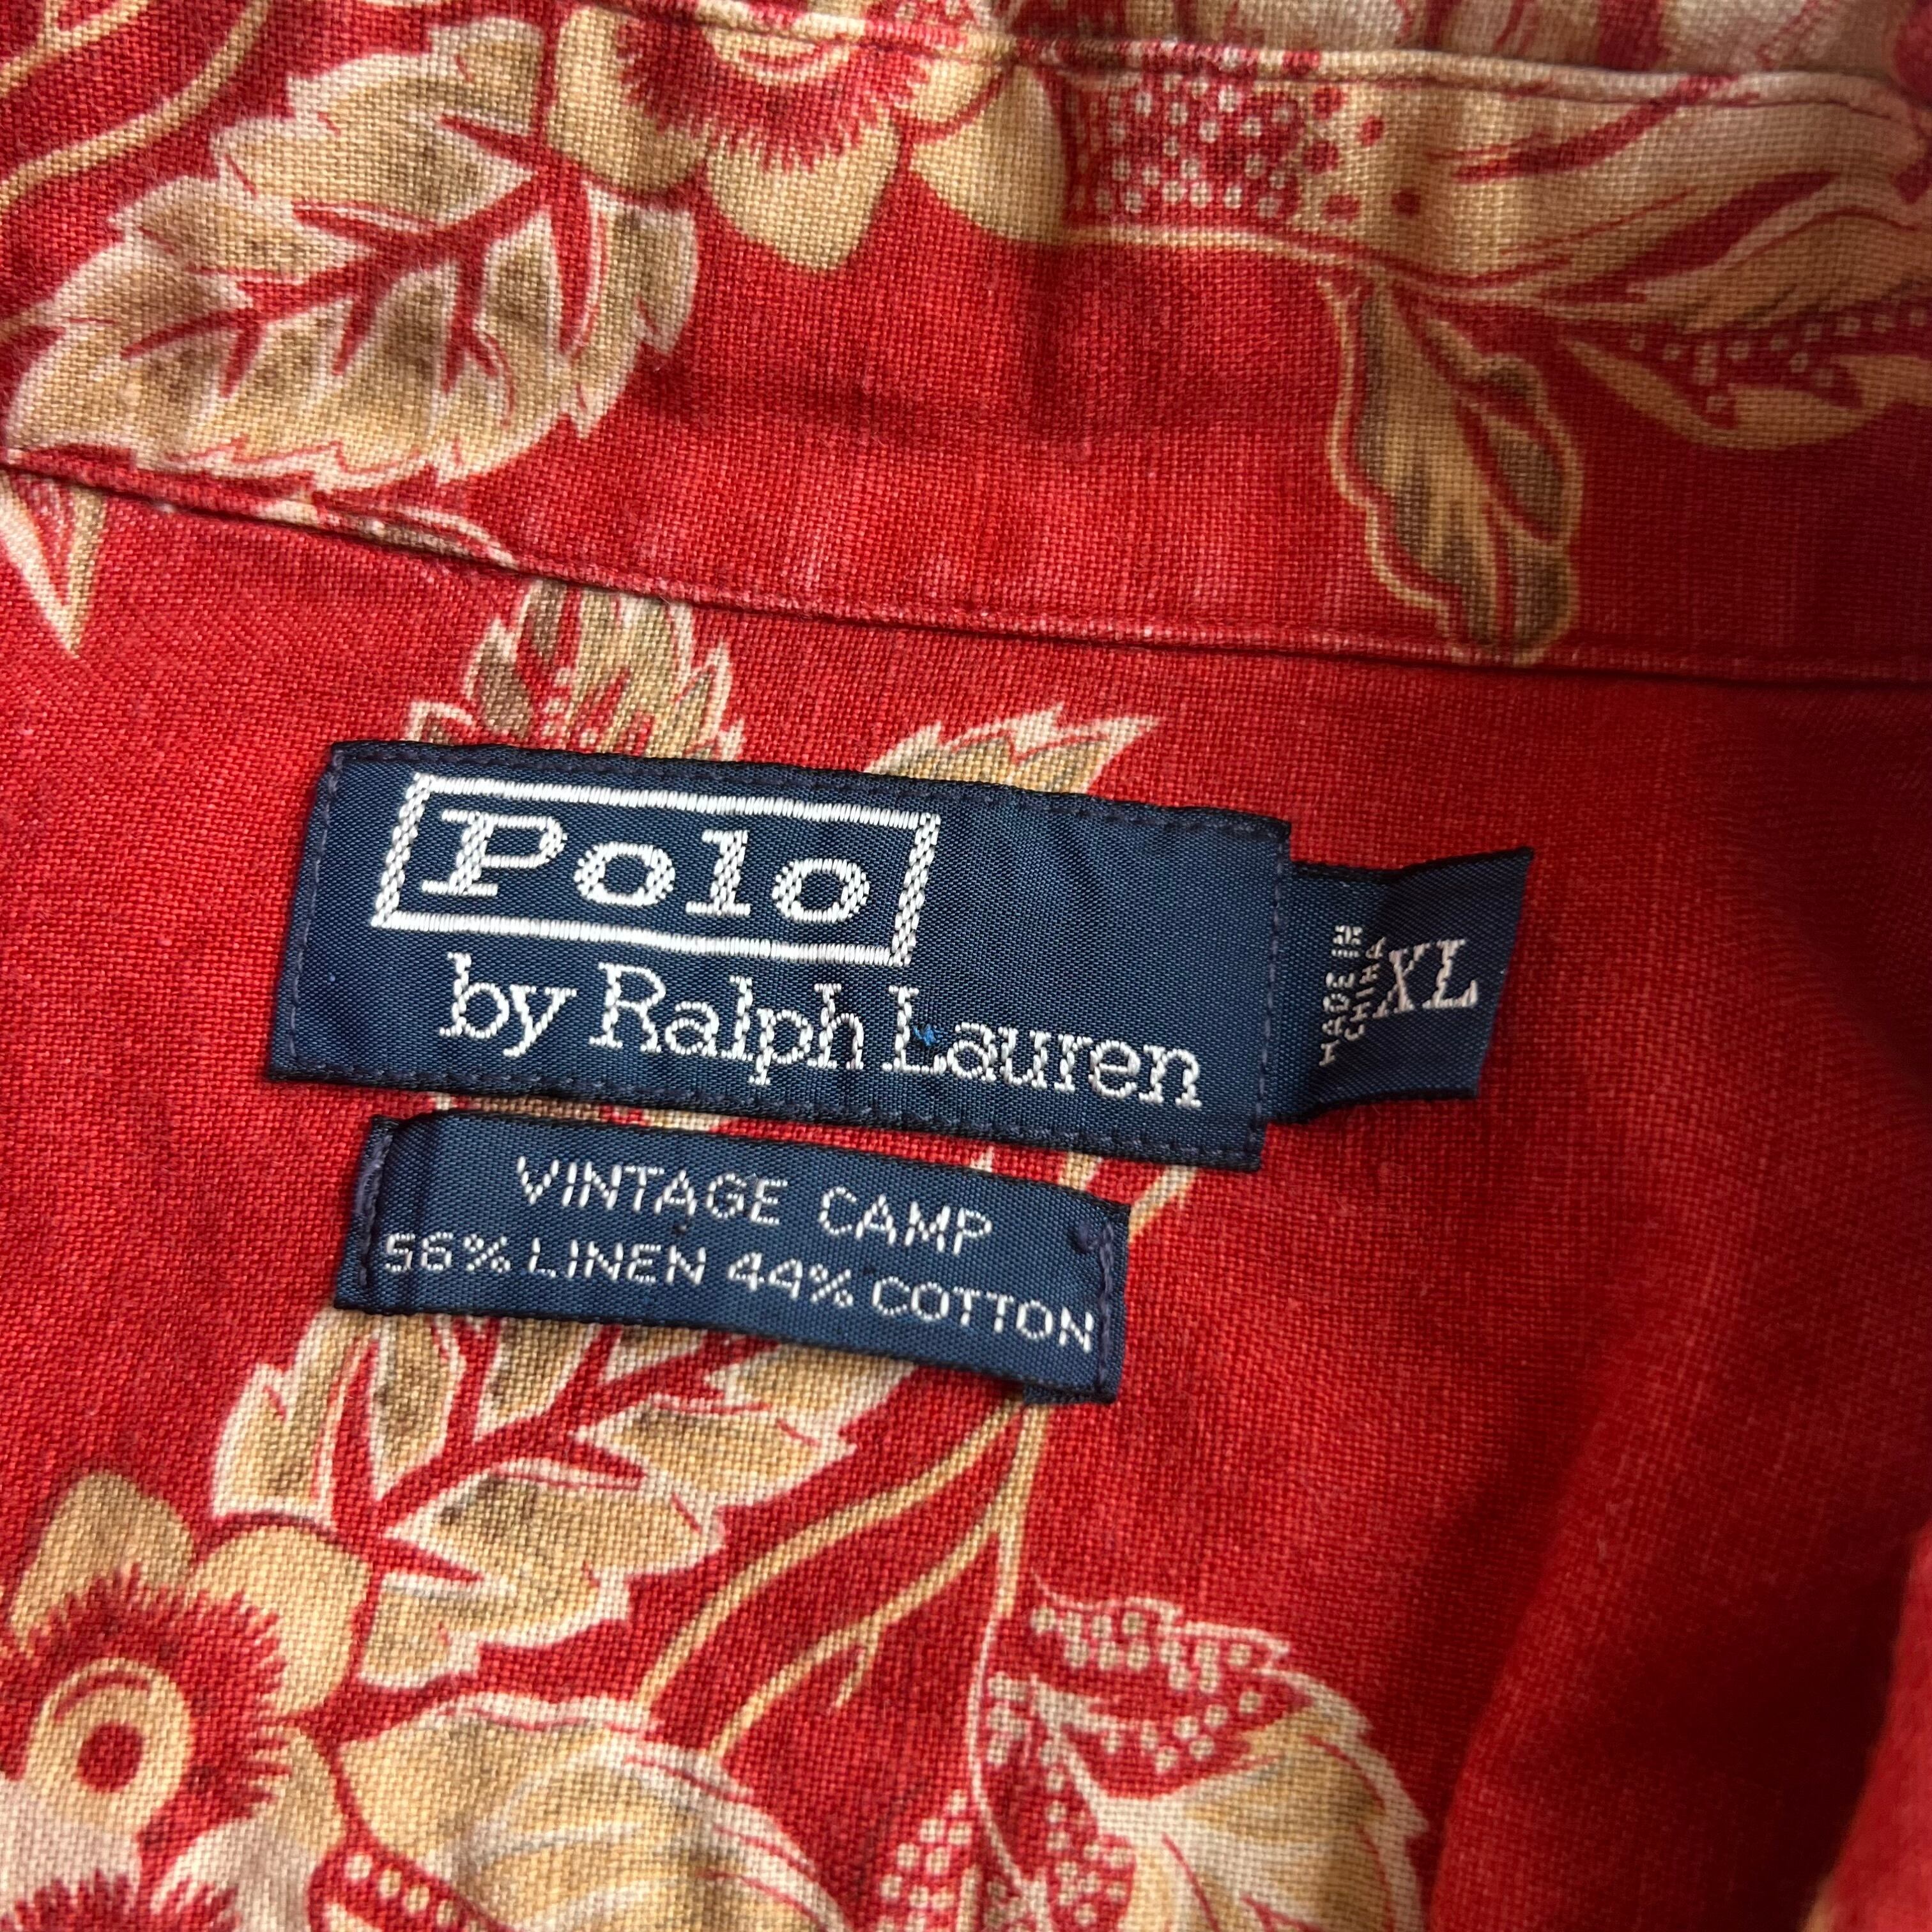 Polo
by Ralph Lauren
MADE IN
CHINA
XL
VINTAGE CAMP
56% LINEN 44% COTTON